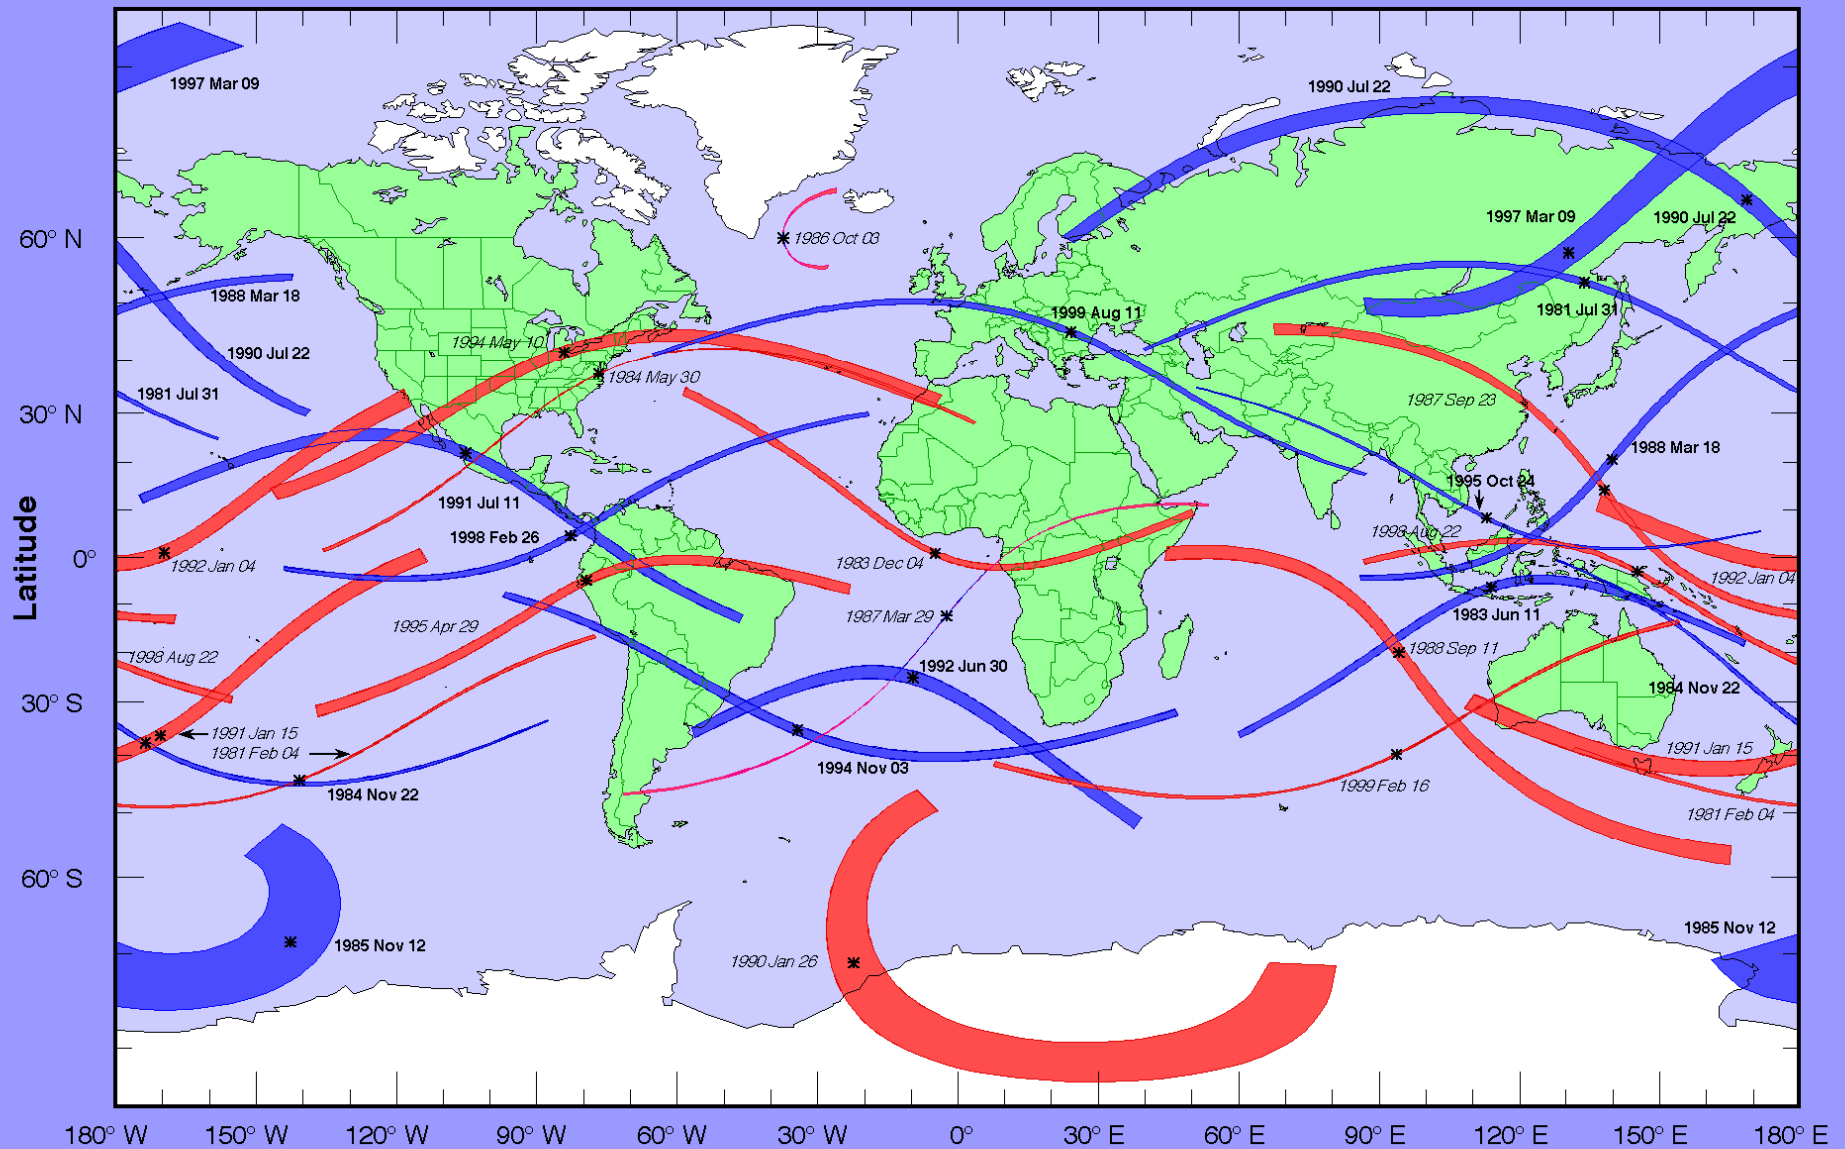 1997 Mar 09
1990 Jul 22
1997 Mar 09
1990 Jul 22
60° N
1986 Oct 03
1988 Mar 18
1981 Jul 31
1999 Aug 11
1994 May 10
1990 Jul 22
1984 May 30
1981 Jul 31
1987 Sep 23
30° N
1988 Mar 18
1995 Oct 24
1991 Jul 11
1998 Feb 26
1998 Aug 22
0°
1992 Jan 04
1983 Dec 04
1992 Jan 04
Latitude
1987 Mar 29
1983 Jun 11
1995 Apr 29
1988 Sep 11
1998 Aug 22
1992 Jun 30
1984 Nov 22
30° S
1991 Jan 15
1981 Feb 04
1991 Jan 15
1994 Nov 03
1999 Feb 16
1984 Nov 22
1981 Feb 04
60° S
1985 Nov 12
1985 Nov 12
1990 Jan 26
180° W 150° W 120° W 90° W 60° W 30° W 0° 30° E 60° E 90° E 120° E 150° E 180° E